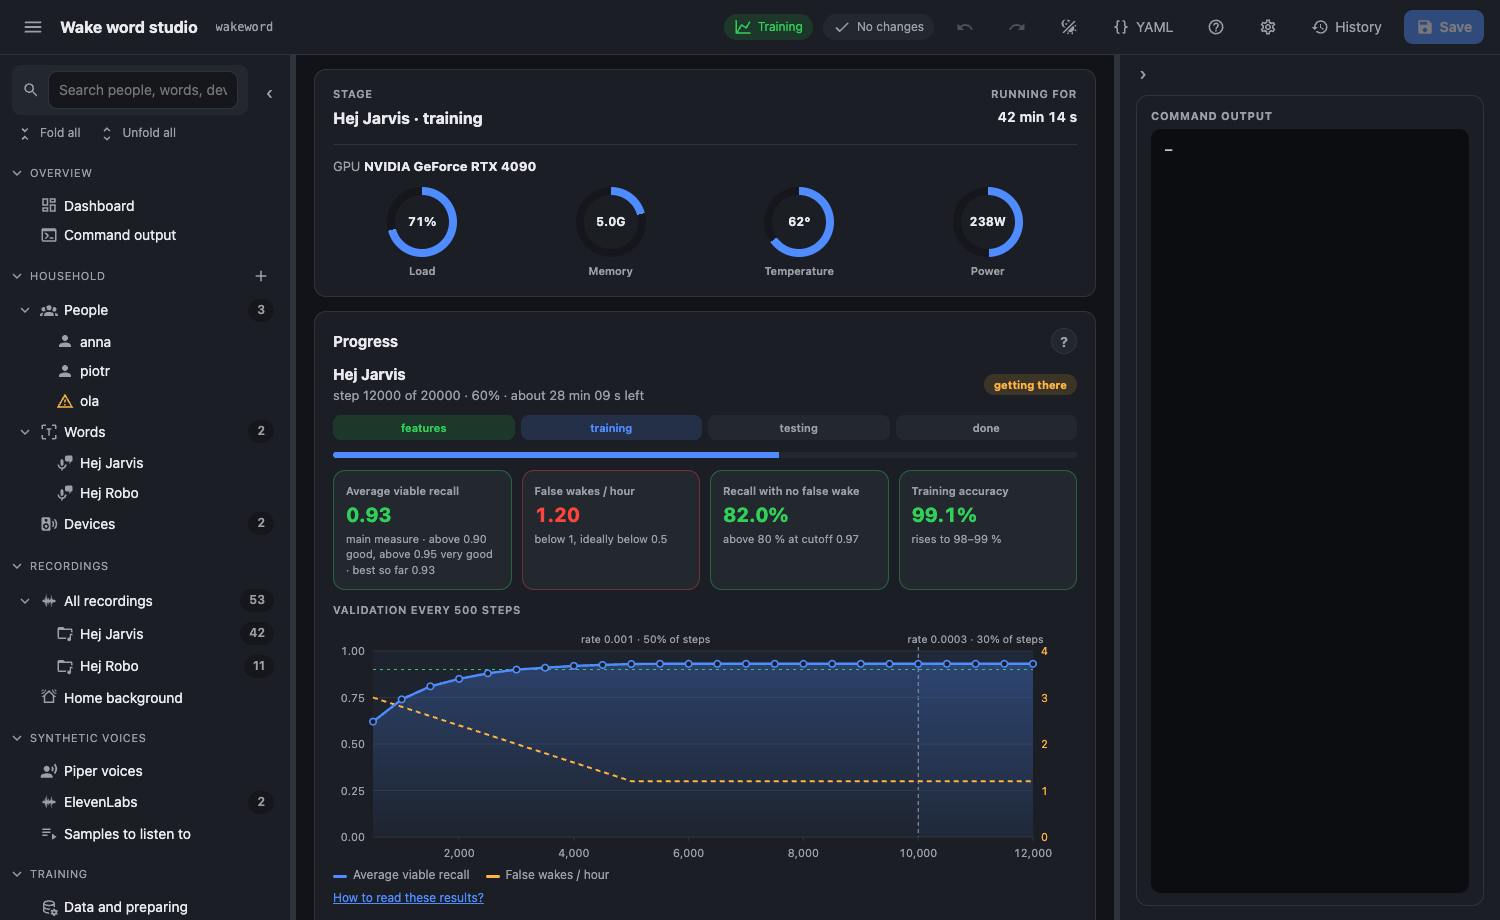 Wake word studio
wakeword
Training
No changes
YAML
History
Save
Search people, words, dev
Fold all
Unfold all
OVERVIEW
Dashboard
Command output
HOUSEHOLD
People
3
anna
piotr
ola
Words
2
Hej Jarvis
Hej Robo
Devices
2
RECORDINGS
All recordings
53
Hej Jarvis
42
Hej Robo
11
Home background
SYNTHETIC VOICES
Piper voices
ElevenLabs
2
Samples to listen to
TRAINING
Data and preparing
STAGE
RUNNING FOR
Hej Jarvis · training
42 min 14 s
GPU NVIDIA GeForce RTX 4090
71%
5.0G
62°
238W
Load
Memory
Temperature
Power
Progress
?
Hej Jarvis
step 12000 of 20000 · 60% · about 28 min 09 s left
getting there
features
training
testing
done
Average viable recall
0.93
main measure · above 0.90
good, above 0.95 very good
· best so far 0.93
False wakes / hour
1.20
below 1, ideally below 0.5
Recall with no false wake
82.0%
above 80 % at cutoff 0.97
Training accuracy
99.1%
rises to 98–99 %
VALIDATION EVERY 500 STEPS
rate 0.001 · 50% of steps
rate 0.0003 · 30% of steps
1.00
0.75
0.50
0.25
0.00
4
3
2
1
0
2,000
4,000
6,000
8,000
10,000
12,000
Average viable recall
False wakes / hour
How to read these results?
COMMAND OUTPUT
–